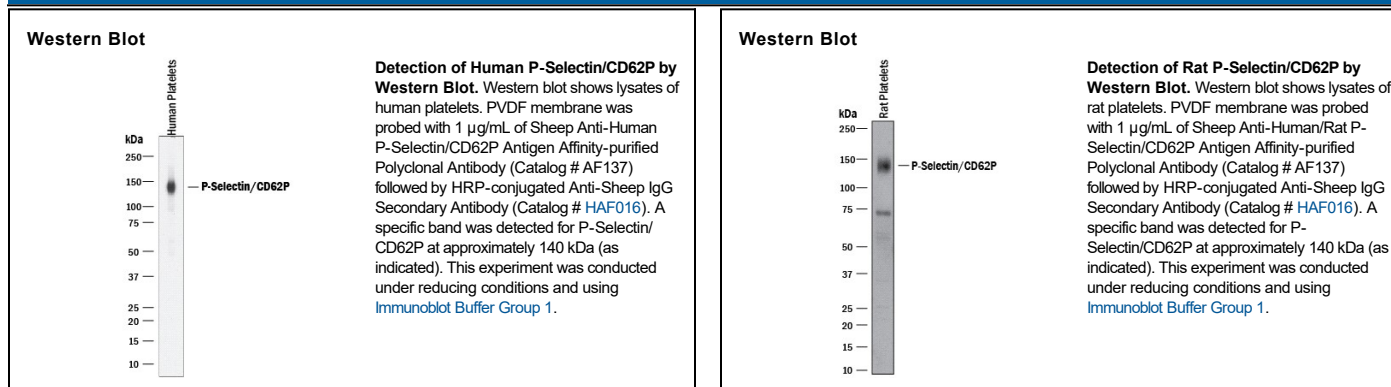 Western Blot
Human Platelets
kDa
250
150
100
75
50
37
25
20
15
10
P-Selectin/CD62P
Detection of Human P-Selectin/CD62P by
Western Blot. Western blot shows lysates of
human platelets. PVDF membrane was
probed with 1 µg/mL of Sheep Anti-Human
P-Selectin/CD62P Antigen Affinity-purified
Polyclonal Antibody (Catalog # AF137)
followed by HRP-conjugated Anti-Sheep IgG
Secondary Antibody (Catalog # HAF016). A
specific band was detected for P-Selectin/
CD62P at approximately 140 kDa (as
indicated). This experiment was conducted
under reducing conditions and using
Immunoblot Buffer Group 1.
Western Blot
Rat Platelets
kDa
250
150
100
75
50
37
25
20
15
10
P-Selectin/CD62P
Detection of Rat P-Selectin/CD62P by
Western Blot. Western blot shows lysates of
rat platelets. PVDF membrane was probed
with 1 µg/mL of Sheep Anti-Human/Rat P-
Selectin/CD62P Antigen Affinity-purified
Polyclonal Antibody (Catalog # AF137)
followed by HRP-conjugated Anti-Sheep IgG
Secondary Antibody (Catalog # HAF016). A
specific band was detected for P-
Selectin/CD62P at approximately 140 kDa (as
indicated). This experiment was conducted
under reducing conditions and using
Immunoblot Buffer Group 1.